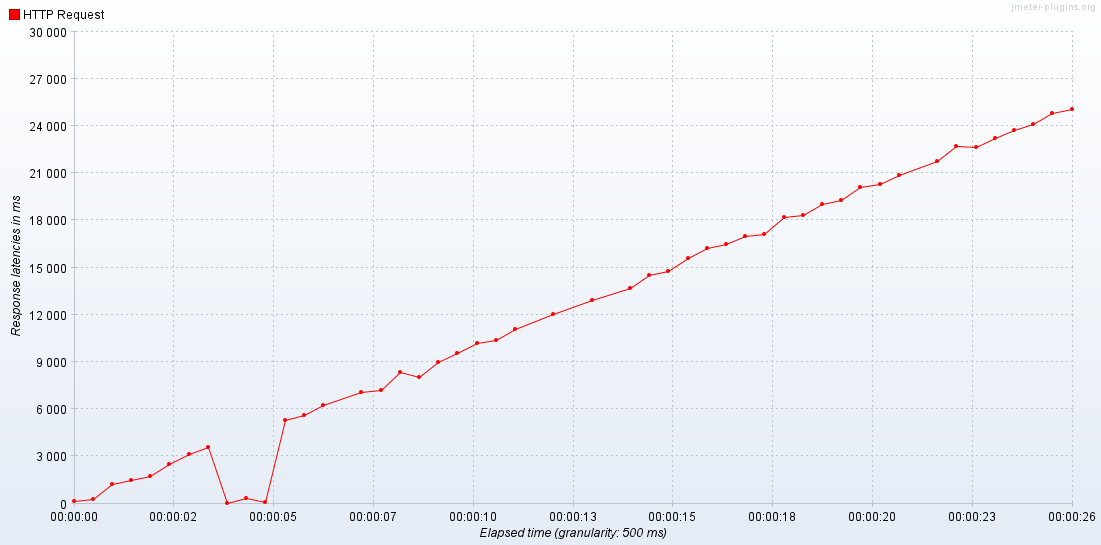 jmeter-plugins.org
HTTP Request
30 000
27 000
24 000
21 000
18 000
15 000
12 000
9 000
6 000
3 000
0
Response latencies in ms
00:00:00 00:00:02 00:00:05 00:00:07 00:00:10 00:00:13 00:00:15 00:00:18 00:00:20 00:00:23 00:00:26
Elapsed time (granularity: 500 ms)